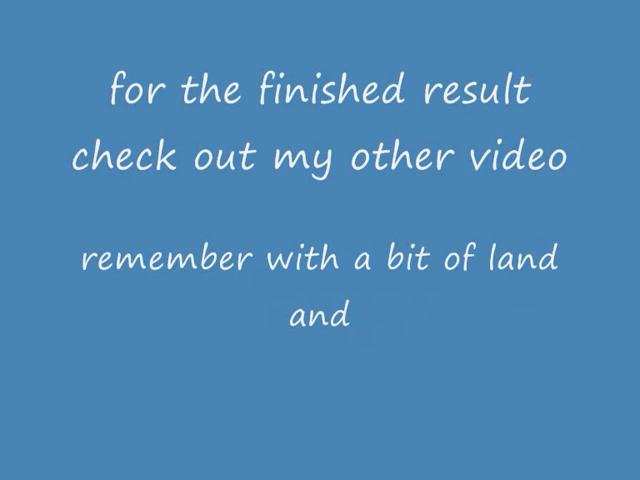 for the finished result
check out my other video
remember with a bit of land
and